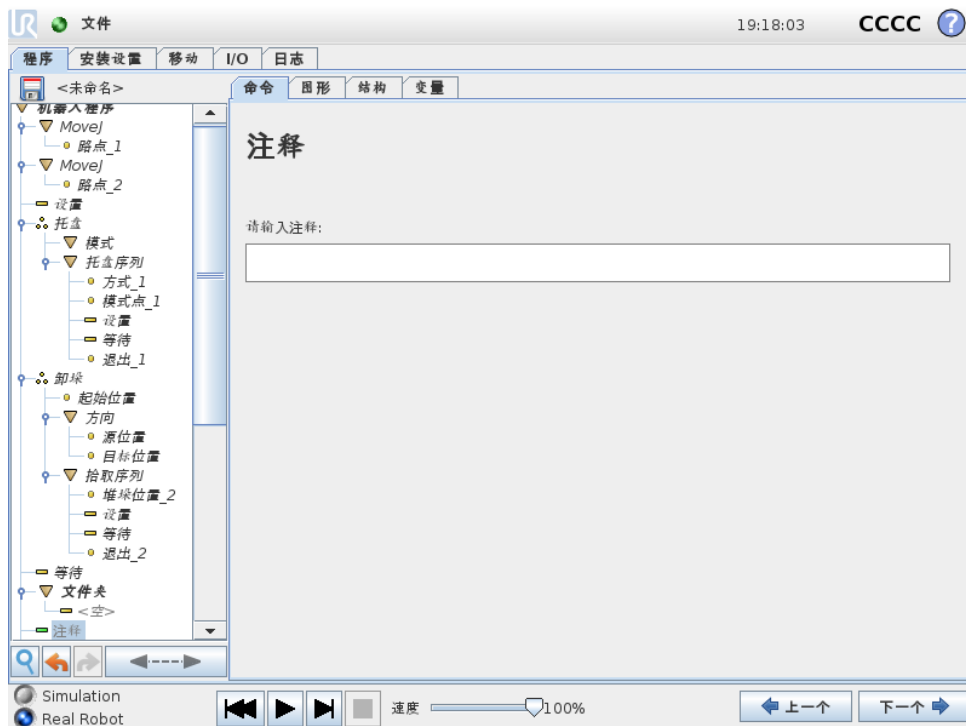 UR 文件 19:18:03 CCCC ?
程序 安装设置 移动 I/O 日志
<未命名> 命令 图形 结构 变量
机器人程序
MoveJ
路点_1
MoveJ
路点_2
设置
托盘
模式
托盘序列
方式_1
模式点_1
设置
等待
退出_1
卸垛
起始位置
方向
源位置
目标位置
拾取序列
堆垛位置_2
设置
等待
退出_2
等待
文件夹
<空>
注释
注释
请输入注释:
Simulation
Real Robot
速度 100%
上一个 下一个